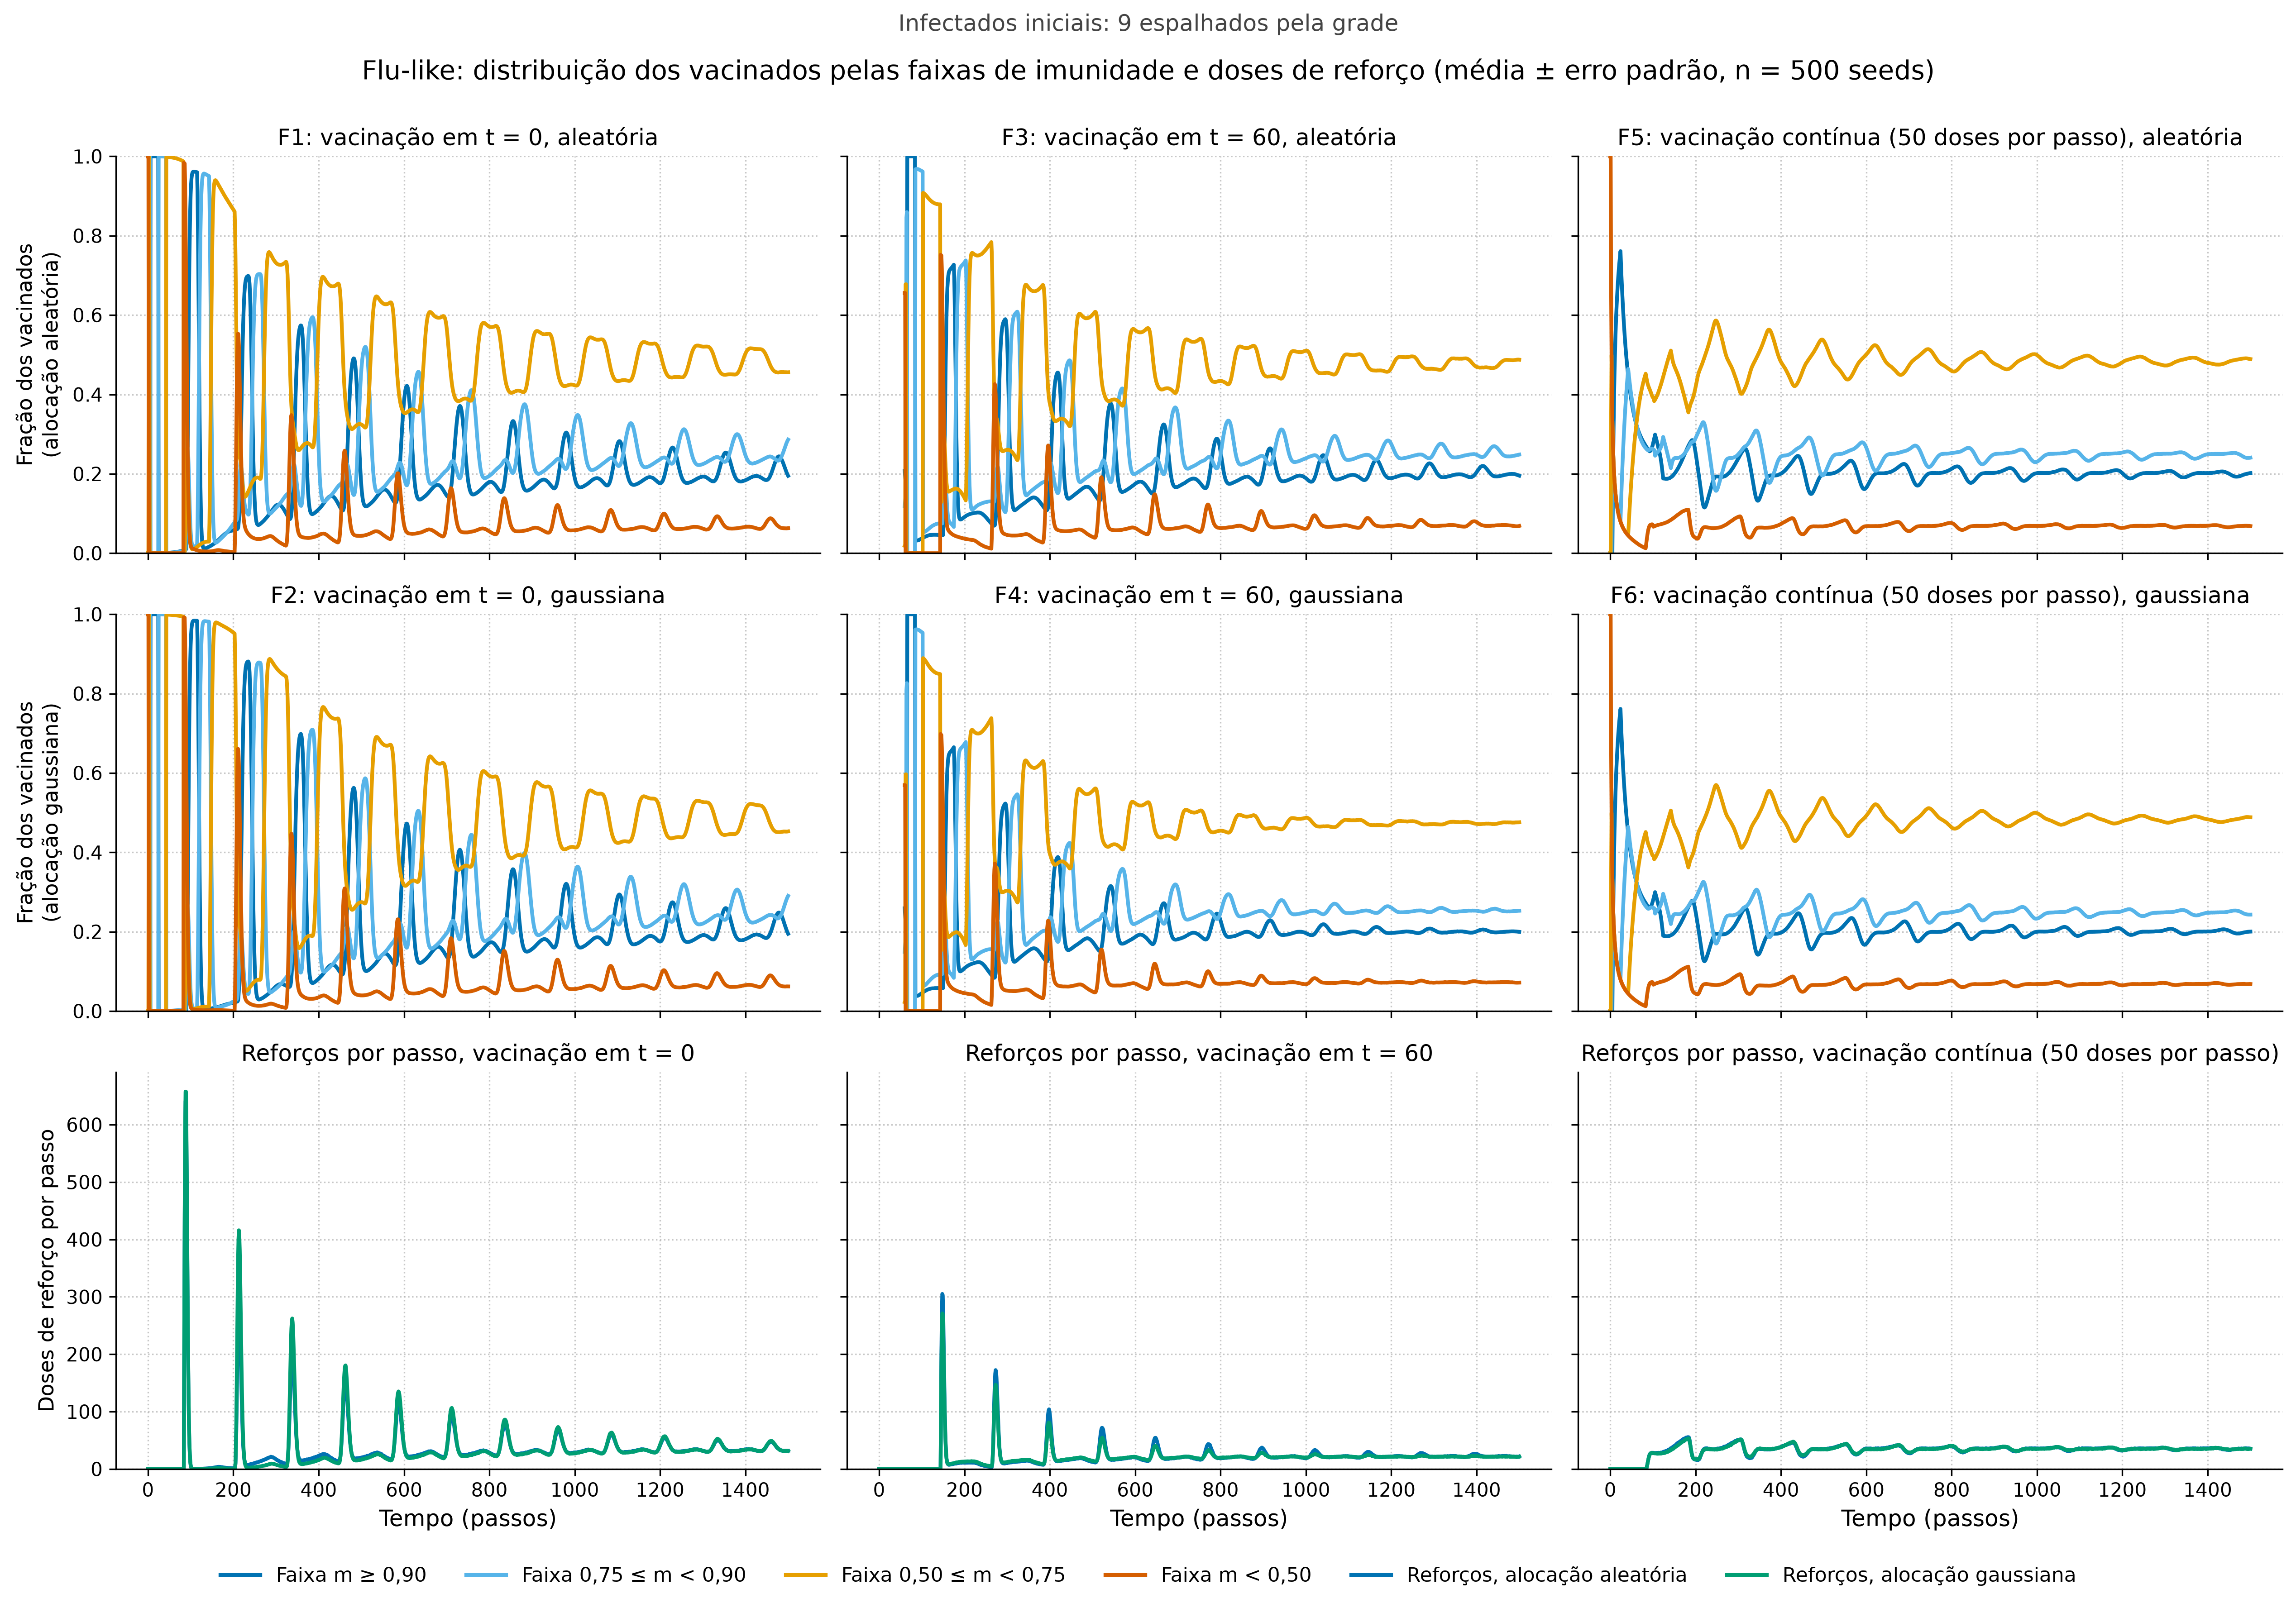 Infectados iniciais: 9 espalhados pela grade
Flu-like: distribuição dos vacinados pelas faixas de imunidade e doses de reforço (média ± erro padrão, n = 500 seeds)
F1: vacinação em t = 0, aleatória
F3: vacinação em t = 60, aleatória
F5: vacinação contínua (50 doses por passo), aleatória
Fração dos vacinados
(alocação aleatória)
1.0
0.8
0.6
0.4
0.2
0.0
F2: vacinação em t = 0, gaussiana
F4: vacinação em t = 60, gaussiana
F6: vacinação contínua (50 doses por passo), gaussiana
Fração dos vacinados
(alocação gaussiana)
1.0
0.8
0.6
0.4
0.2
0.0
Reforços por passo, vacinação em t = 0
Reforços por passo, vacinação em t = 60
Reforços por passo, vacinação contínua (50 doses por passo)
Doses de reforço por passo
600
500
400
300
200
100
0
0 200 400 600 800 1000 1200 1400
0 200 400 600 800 1000 1200 1400
0 200 400 600 800 1000 1200 1400
Tempo (passos)
Tempo (passos)
Tempo (passos)
Faixa m ≥ 0,90
Faixa 0,75 ≤ m < 0,90
Faixa 0,50 ≤ m < 0,75
Faixa m < 0,50
Reforços, alocação aleatória
Reforços, alocação gaussiana